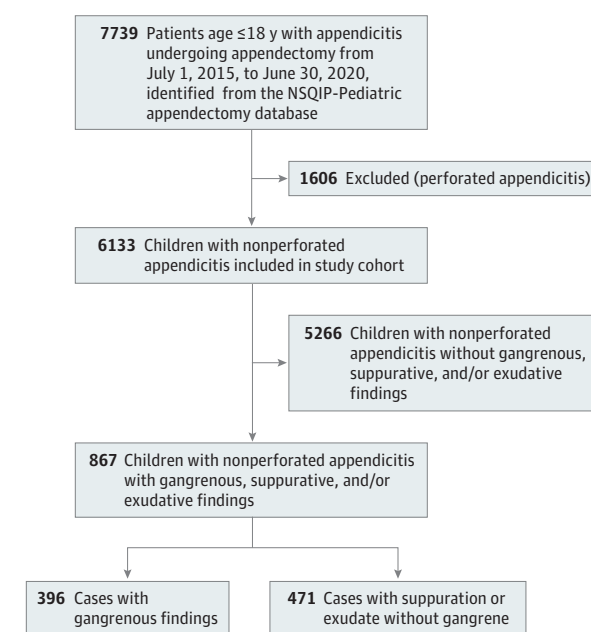 7739 Patients age ≤18 y with appendicitis
undergoing appendectomy from
July 1, 2015, to June 30, 2020,
identified from the NSQIP-Pediatric
appendectomy database
1606 Excluded (perforated appendicitis)
6133 Children with nonperforated
appendicitis included in study cohort
5266 Children with nonperforated
appendicitis without gangrenous,
suppurative, and/or exudative
findings
867 Children with nonperforated appendicitis
with gangrenous, suppurative, and/or
exudative findings
396 Cases with
gangrenous findings
471 Cases with suppuration or
exudate without gangrene